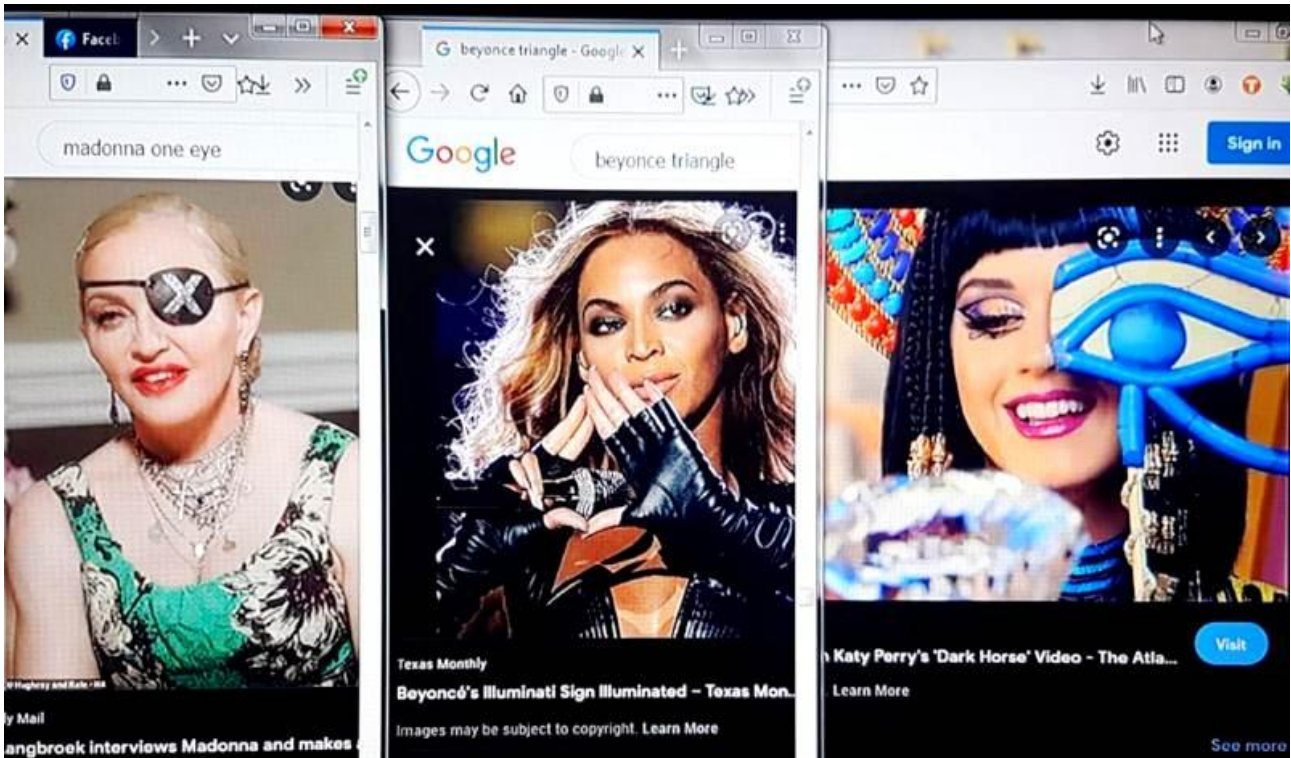 Faceb
madonna one eye
ly Mail
angbroek interviews Madonna and makes
G beyonce triangle - Googl
Google
beyonce triangle
Texas Monthly
Beyoncé's Illuminati Sign Illuminated – Texas Mon..
Images may be subject to copyright. Learn More
Sign in
Katy Perry's 'Dark Horse' Video - The Atla...
Visit
Learn More
See more